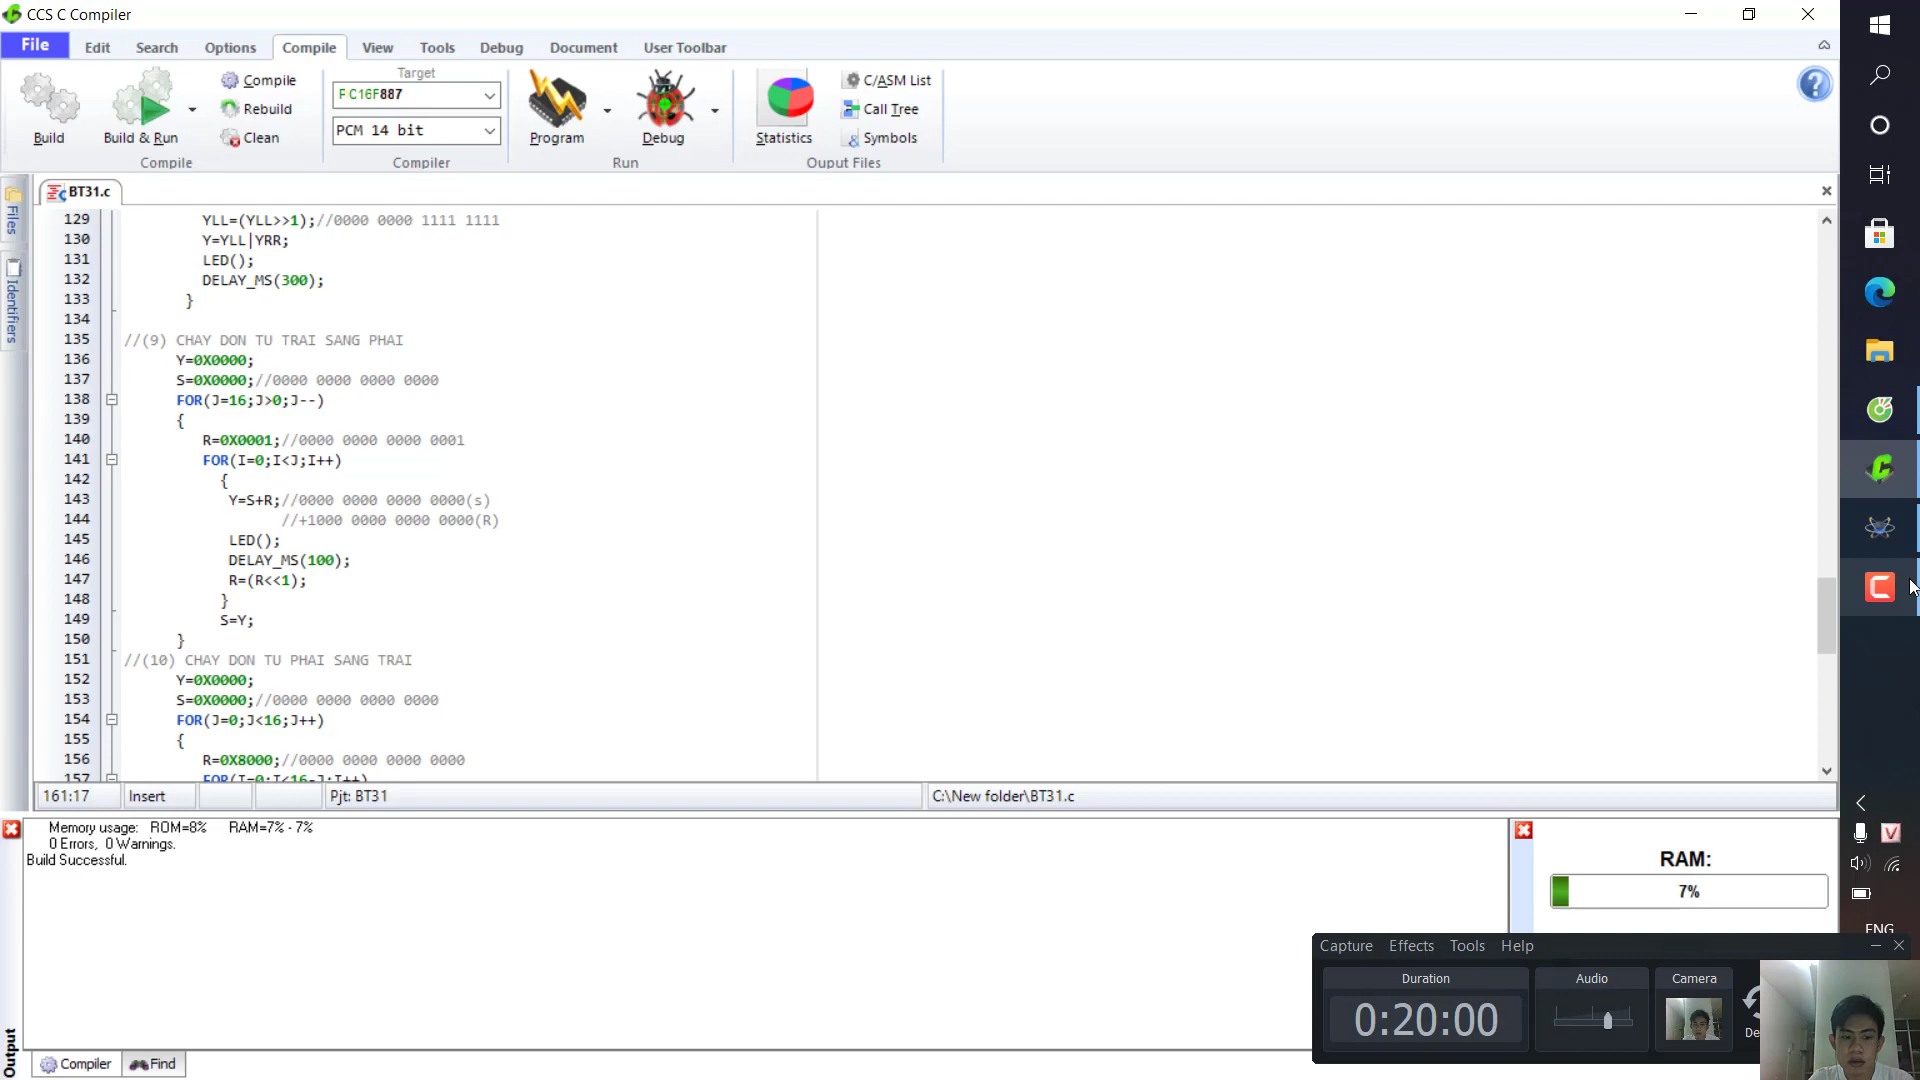 CCS C Compiler
File Edit Search Options Compile View Tools Debug Document User Toolbar
Build
Build & Run
Compile
Rebuild
Clean
Compile
Target
PIC16F887
PCM 14 bit
Compiler
Program
Debug
Run
Statistics
C/ASM List
Call Tree
Symbols
Ouput Files
Files
Identifiers
BT31.c
129 YLL=(YLL>>1);//0000 0000 1111 1111
130 Y=YLL|YRR;
131 LED();
132 DELAY_MS(300);
133 }
134
135 //(9) CHAY DON TU TRAI SANG PHAI
136 Y=0X0000;
137 S=0X0000;//0000 0000 0000 0000
138 FOR(J=16;J>0;J--)
139 {
140 R=0X0001;//0000 0000 0000 0001
141 FOR(I=0;I<J;I++)
142 {
143 Y=S+R;//0000 0000 0000 0000(s)
144 //+1000 0000 0000 0000(R)
145 LED();
146 DELAY_MS(100);
147 R=(R<<1);
148 }
149 S=Y;
150 }
151 //(10) CHAY DON TU PHAI SANG TRAI
152 Y=0X0000;
153 S=0X0000;//0000 0000 0000 0000
154 FOR(J=0;J<16;J++)
155 {
156 R=0X8000;//0000 0000 0000 0000
157 FOR(I=0;I<16-J;I++)
161:17 Insert Pjt: BT31 C:\New folder\BT31.c
Memory usage: ROM=8% RAM=7% - 7%
0 Errors, 0 Warnings.
Build Successful.
Output
Compiler Find
RAM:
7%
ENG
Capture Effects Tools Help
Duration
0:20:00
Audio
Camera
De